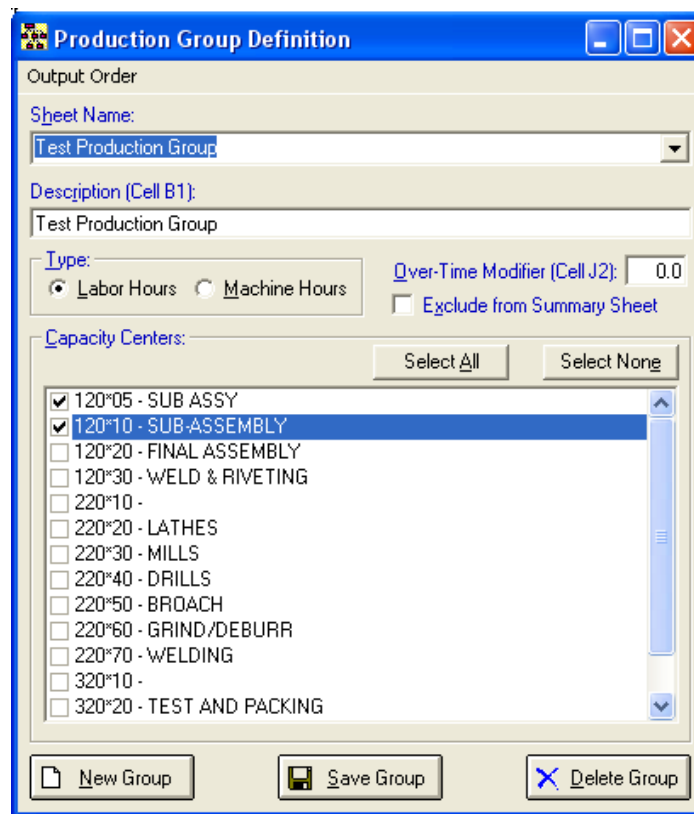 Production Group Definition
Output Order
Sheet Name:
Test Production Group
Description (Cell B1):
Test Production Group
Type:
Labor Hours Machine Hours
Over-Time Modifier (Cell J2): 0.0
Exclude from Summary Sheet
Capacity Centers:
Select All Select None
120*05 - SUB ASSY
120*10 - SUB-ASSEMBLY
120*20 - FINAL ASSEMBLY
120*30 - WELD & RIVETING
220*10 -
220*20 - LATHES
220*30 - MILLS
220*40 - DRILLS
220*50 - BROACH
220*60 - GRIND/DEBURR
220*70 - WELDING
320*10 -
320*20 - TEST AND PACKING
New Group Save Group Delete Group